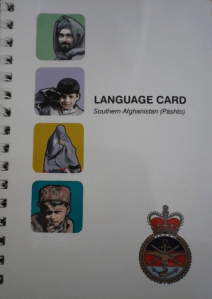 LANGUAGE CARD
Southern Afghanistan (Pashto)